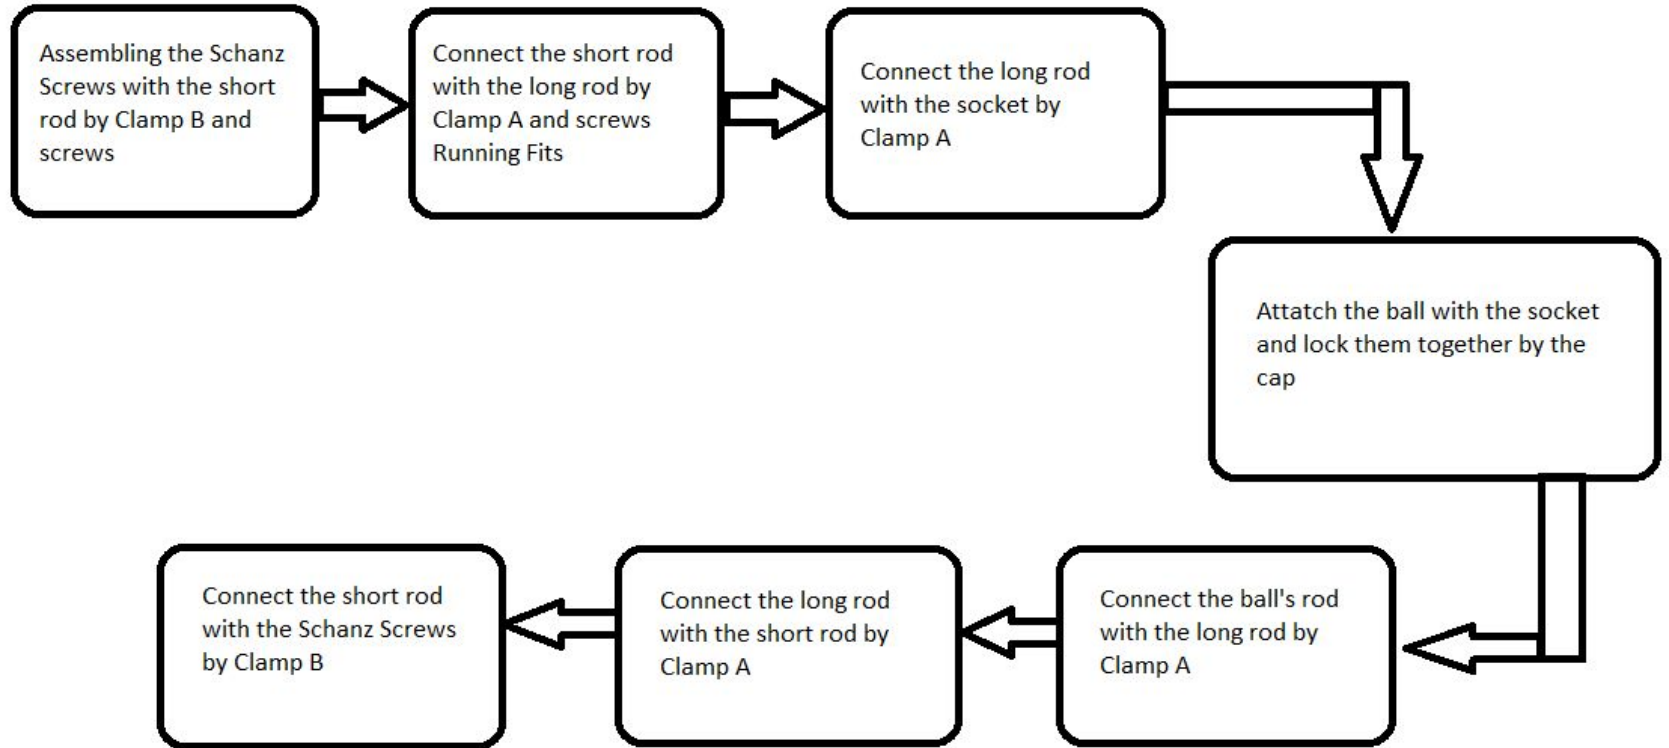 Assembling the Schanz
Screws with the short
rod by Clamp B and
screws
Connect the short rod
with the long rod by
Clamp A and screws
Running Fits
Connect the long rod
with the socket by
Clamp A
Attatch the ball with the socket
and lock them together by the
cap
Connect the ball's rod
with the long rod by
Clamp A
Connect the long rod
with the short rod by
Clamp A
Connect the short rod
with the Schanz Screws
by Clamp B